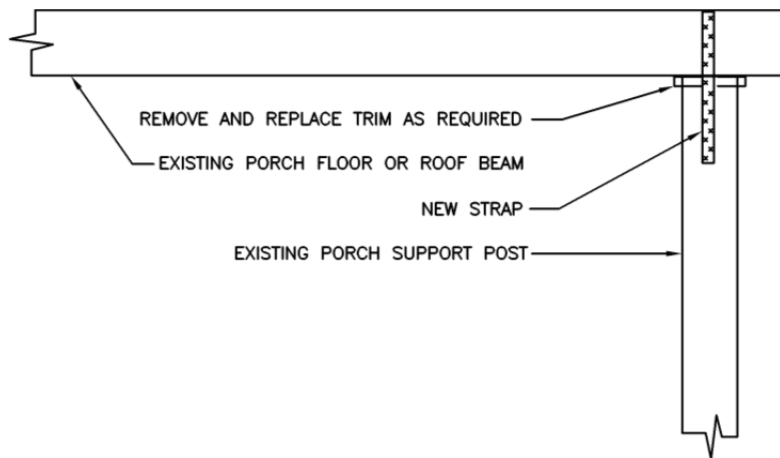 REMOVE AND REPLACE TRIM AS REQUIRED
EXISTING PORCH FLOOR OR ROOF BEAM
NEW STRAP
EXISTING PORCH SUPPORT POST